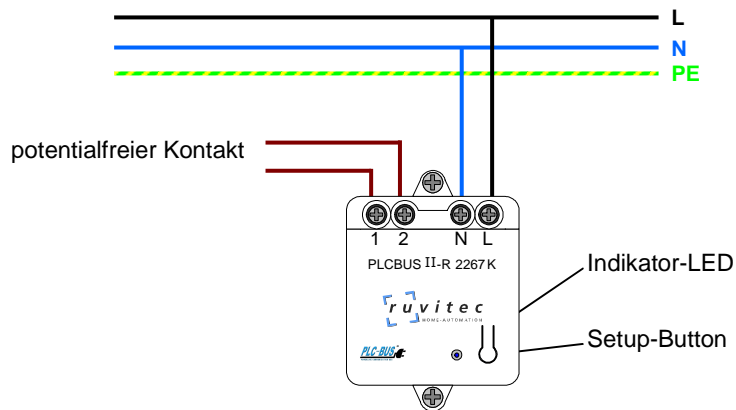 L
N
PE
potentialfreier Kontakt
1 2 N L
PLCBUS II-R 2267 K
ruvitec
HOME-AUTOMATION
PLC-BUS
Indikator-LED
Setup-Button